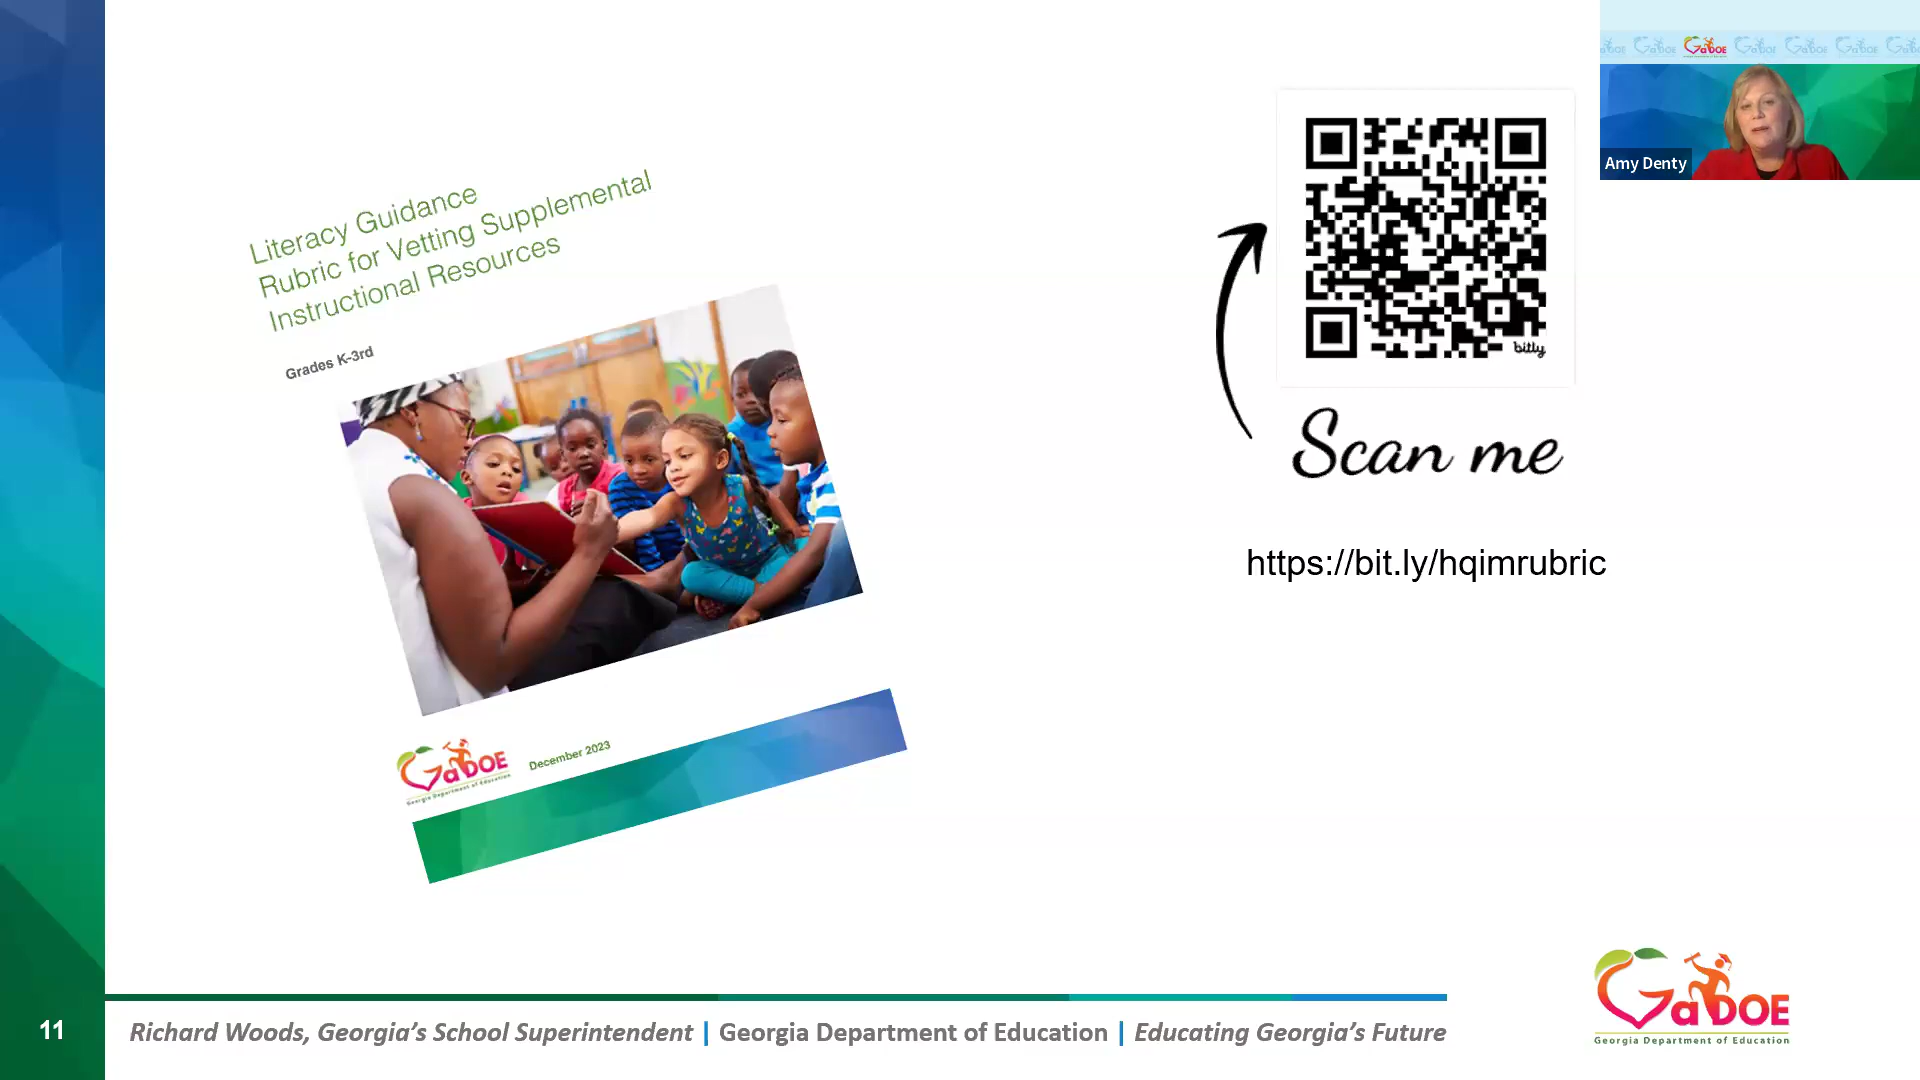 GaDOE
Amy Denty
Literacy Guidance
Rubric for Vetting Supplemental
Instructional Resources
Grades K-3rd
bitly
Scan me
https://bit.ly/hqimrubric
GaDOE
Georgia Department of Education
December 2023
11
Richard Woods, Georgia’s School Superintendent | Georgia Department of Education | Educating Georgia’s Future
GaDOE
Georgia Department of Education